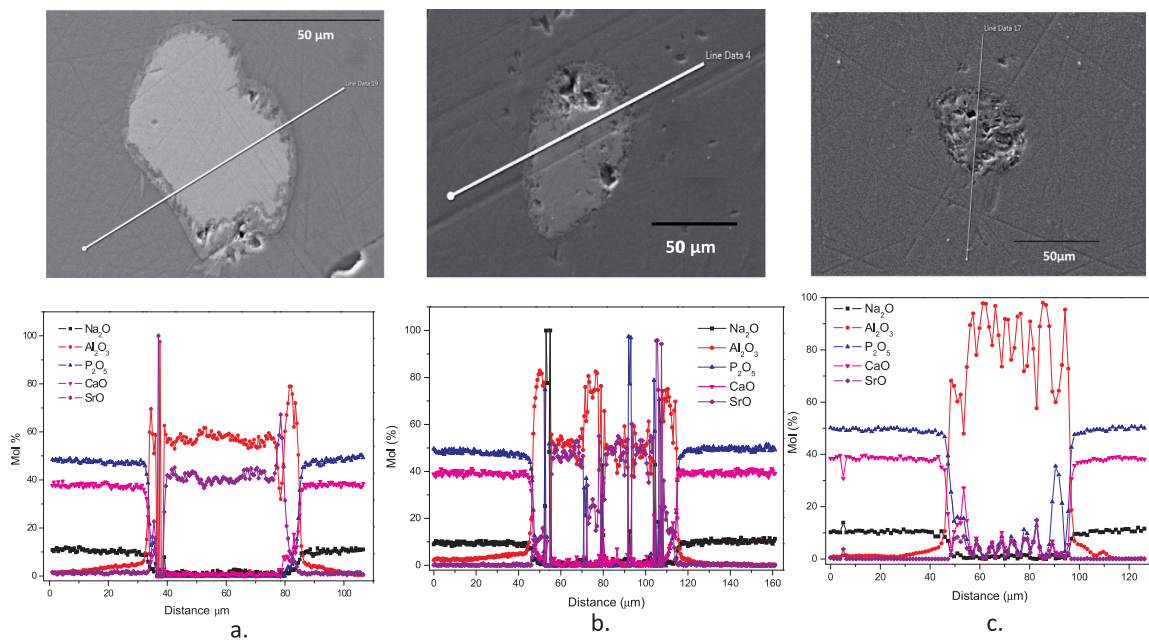 50 µm
Line Data 19
Line Data 4
50 µm
Line Data 17
50µm
100
80
60
40
20
0
Mol %
Na₂O
Al₂O₃
P₂O₅
CaO
SrO
0
20
40
60
80
100
Distance µm
a.
100
80
60
40
20
0
Mol (%)
Na₂O
Al₂O₃
P₂O₅
CaO
SrO
0
20
40
60
80
100
120
140
160
Distance (µm)
b.
100
80
60
40
20
0
Mol (%)
Na₂O
Al₂O₃
P₂O₅
CaO
SrO
0
20
40
60
80
100
120
Distance (µm)
c.